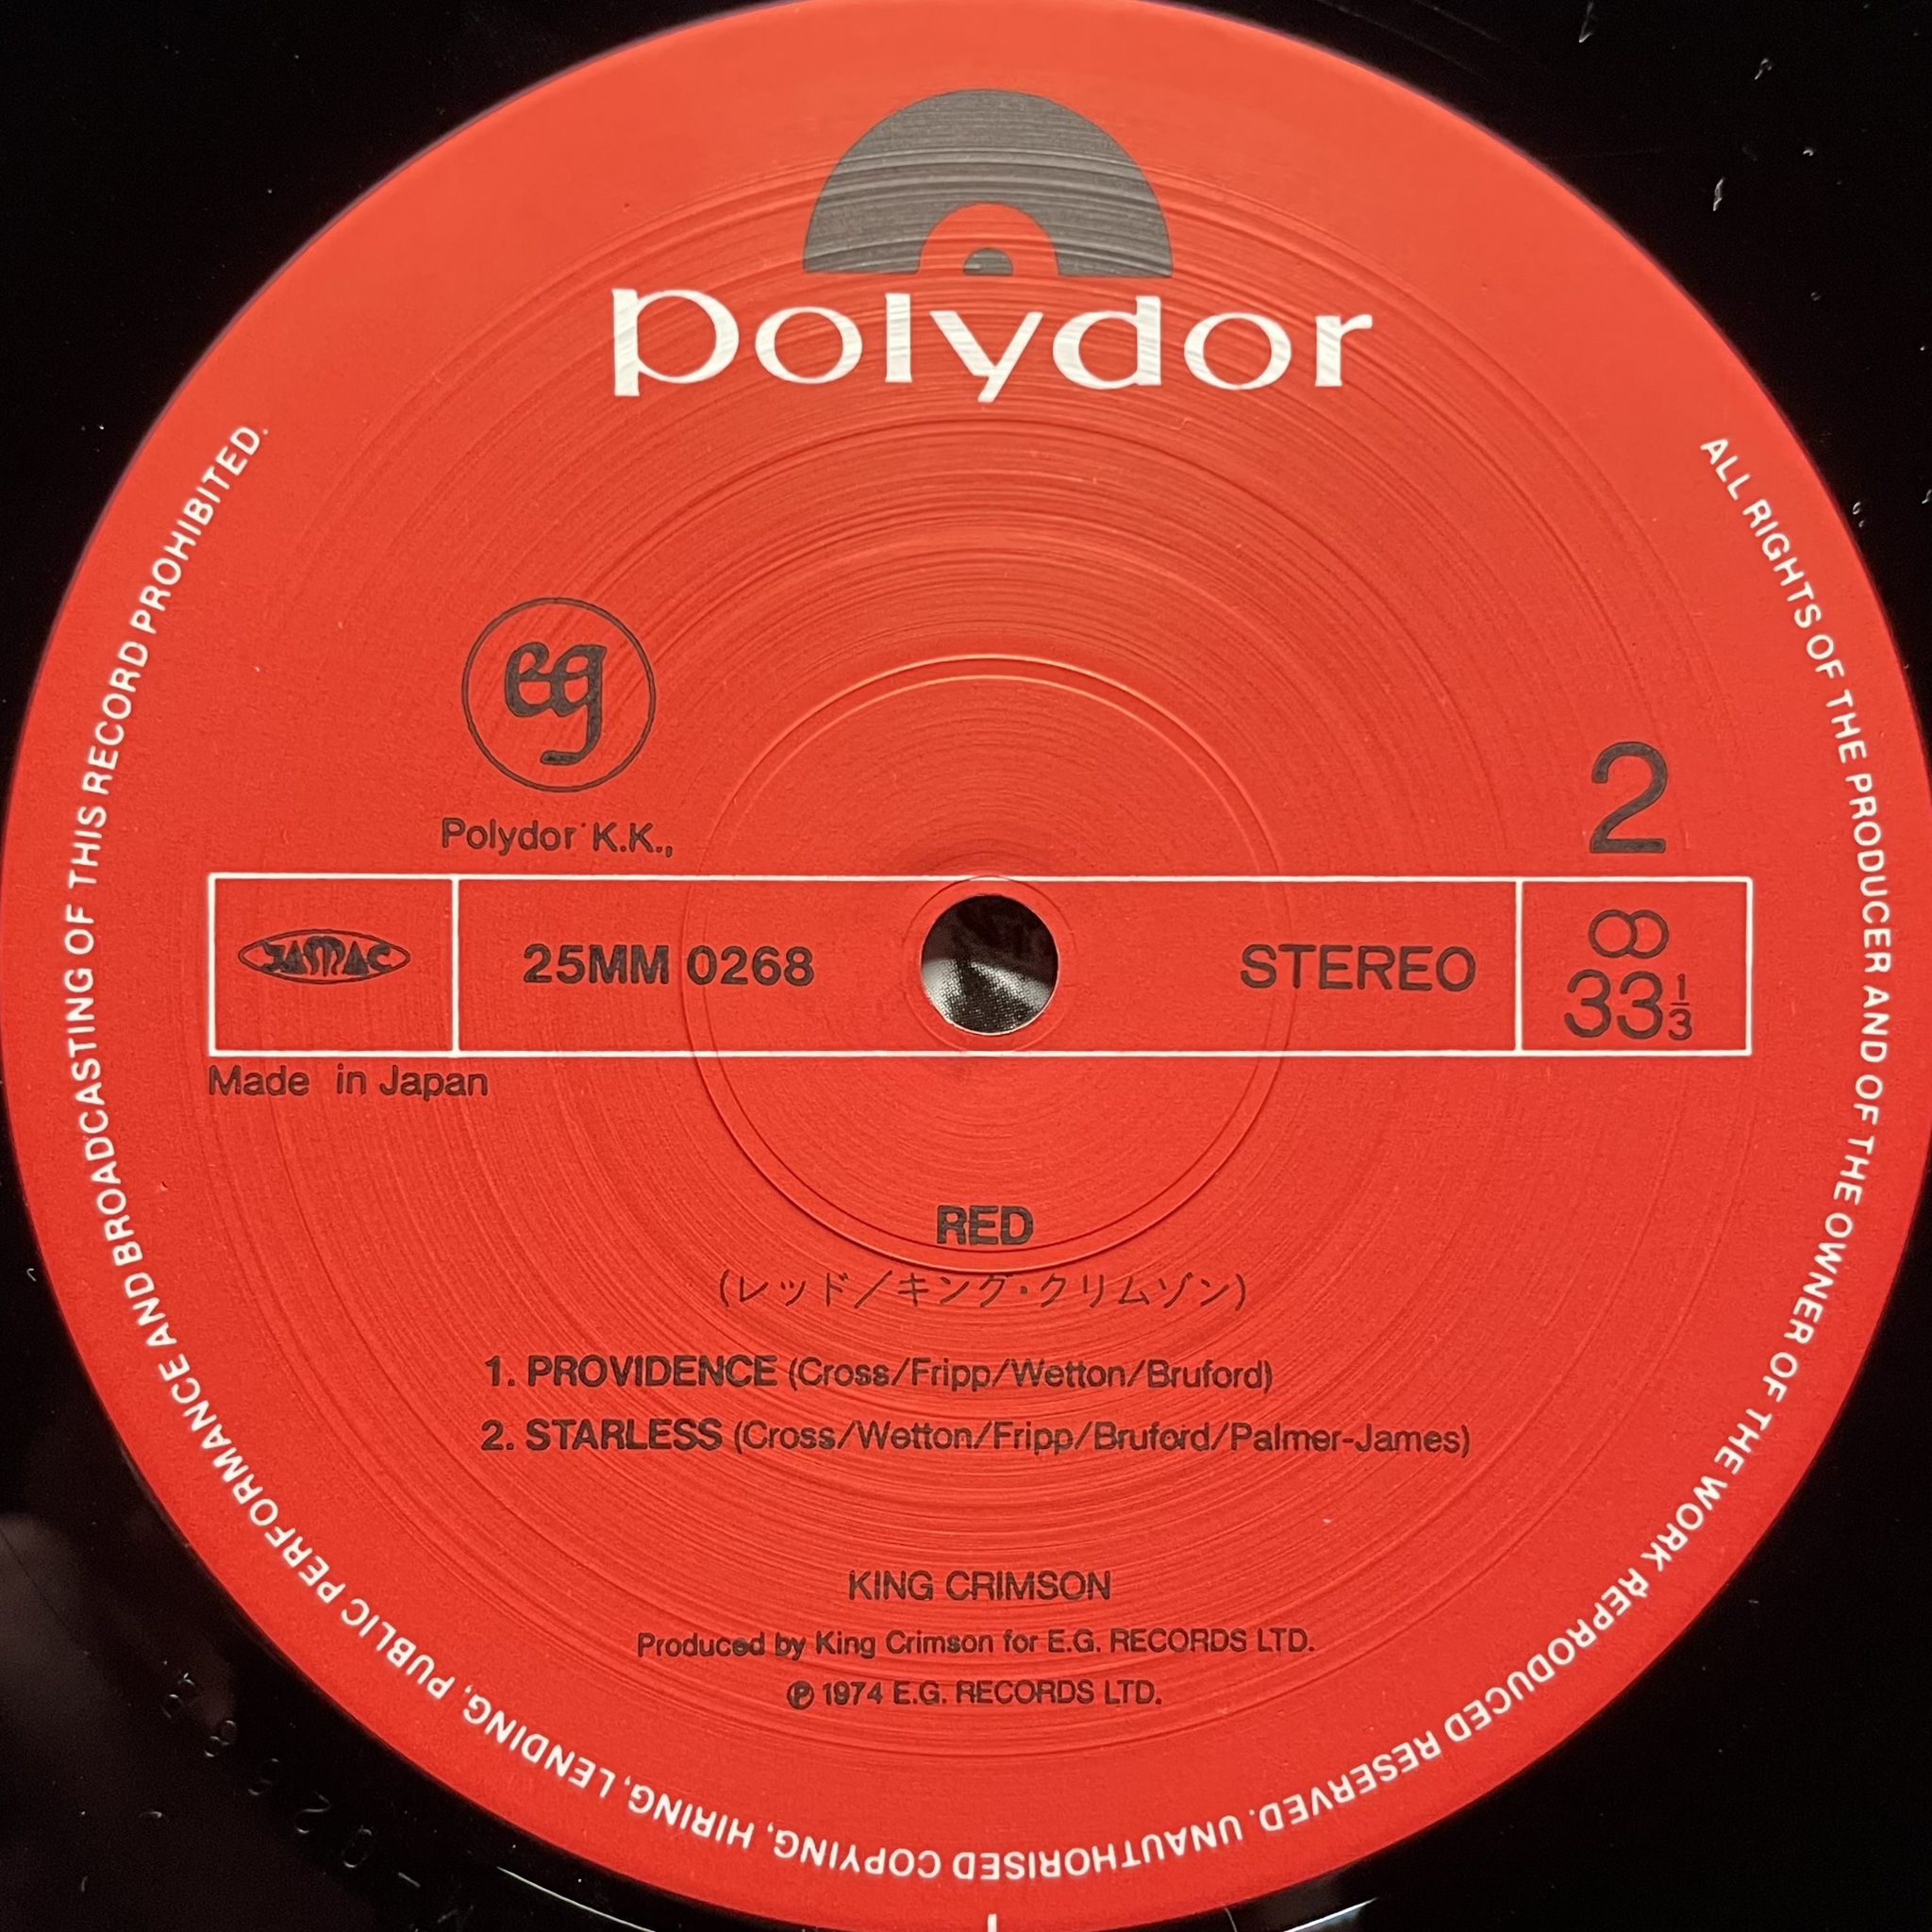 polydor
eg
Polydor K.K.,
2
JASRAC
25MM 0268
STEREO
33 1/3
Made in Japan
RED
(レッド／キング・クリムゾン)
1. PROVIDENCE (Cross/Fripp/Wetton/Bruford)
2. STARLESS (Cross/Wetton/Fripp/Bruford/Palmer-James)
KING CRIMSON
Produced by King Crimson for E.G. RECORDS LTD.
℗ 1974 E.G. RECORDS LTD.
ALL RIGHTS OF THE PRODUCER AND OF THE OWNER OF THE WORK REPRODUCED RESERVED. UNAUTHORISED COPYING, HIRING, LENDING, PUBLIC PERFORMANCE AND BROADCASTING OF THIS RECORD PROHIBITED.